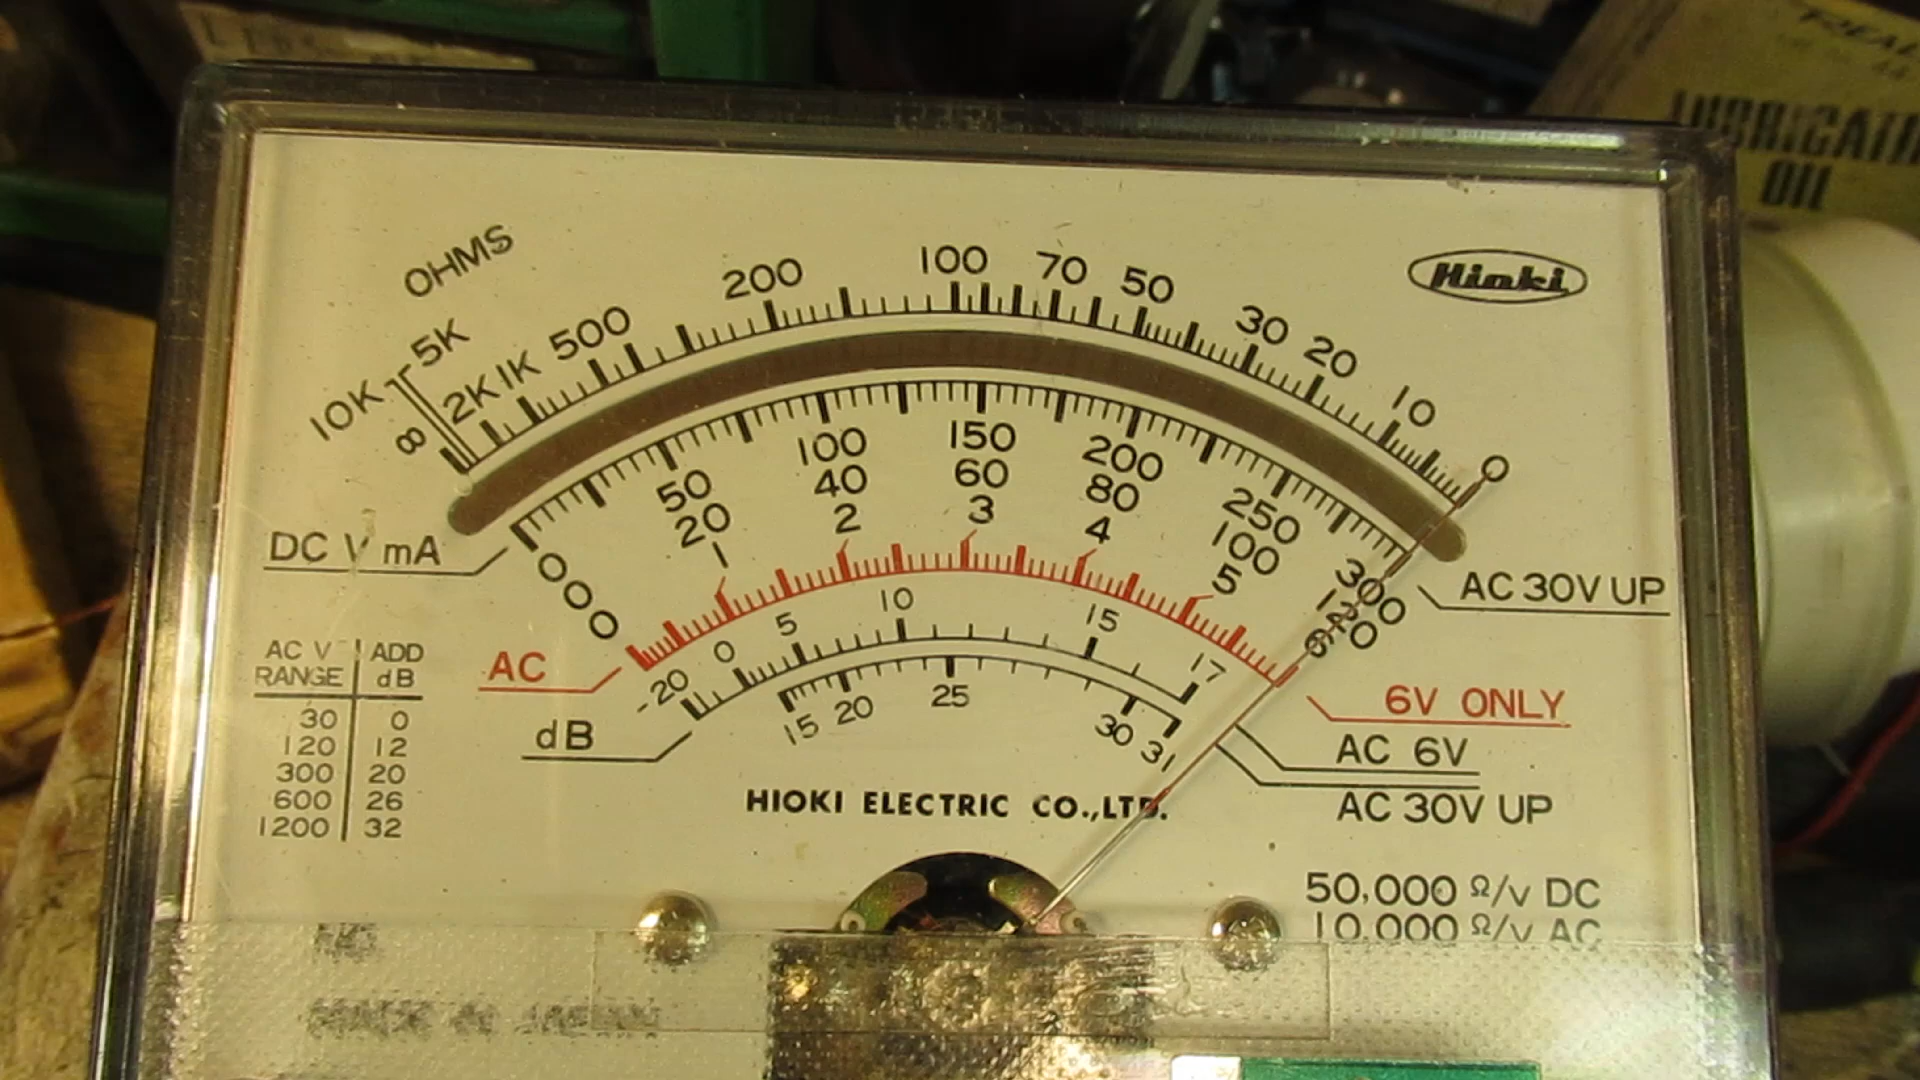 LUBRICATI
OIL
Hioki
OHMS
∞ 10K 5K 2K 1K 500 200 100 70 50 30 20 10 0
DC V mA
0 50 100 150 200 250 300
0 20 40 60 80 100 120
0 1 2 3 4 5 6
AC 30V UP
AC
6V ONLY
-20 0 5 10 15 17
AC 6V
dB
15 20 25 30 31
AC 30V UP
AC V ADD
RANGE dB
30 0
120 12
300 20
600 26
1200 32
HIOKI ELECTRIC CO.,LTD.
50,000 Ω/v DC
10,000 Ω/v AC